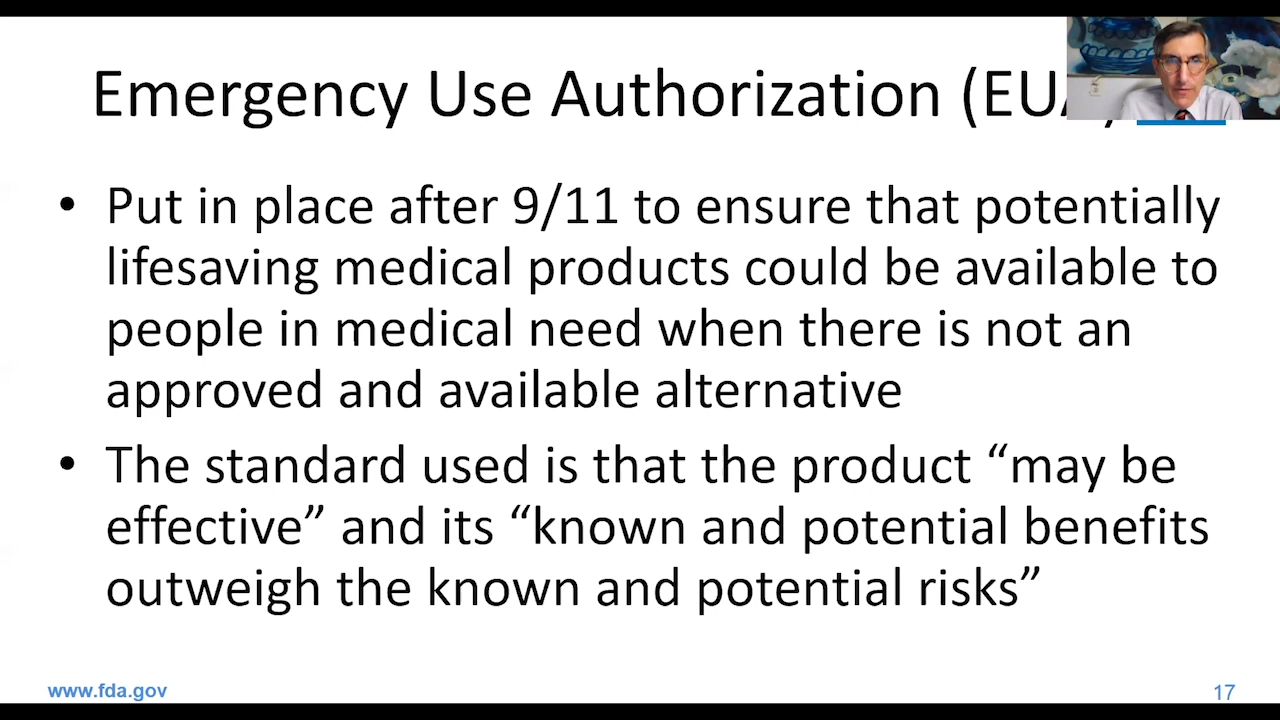 Emergency Use Authorization (EU
• Put in place after 9/11 to ensure that potentially
lifesaving medical products could be available to
people in medical need when there is not an
approved and available alternative
• The standard used is that the product “may be
effective” and its “known and potential benefits
outweigh the known and potential risks”
www.fda.gov
17